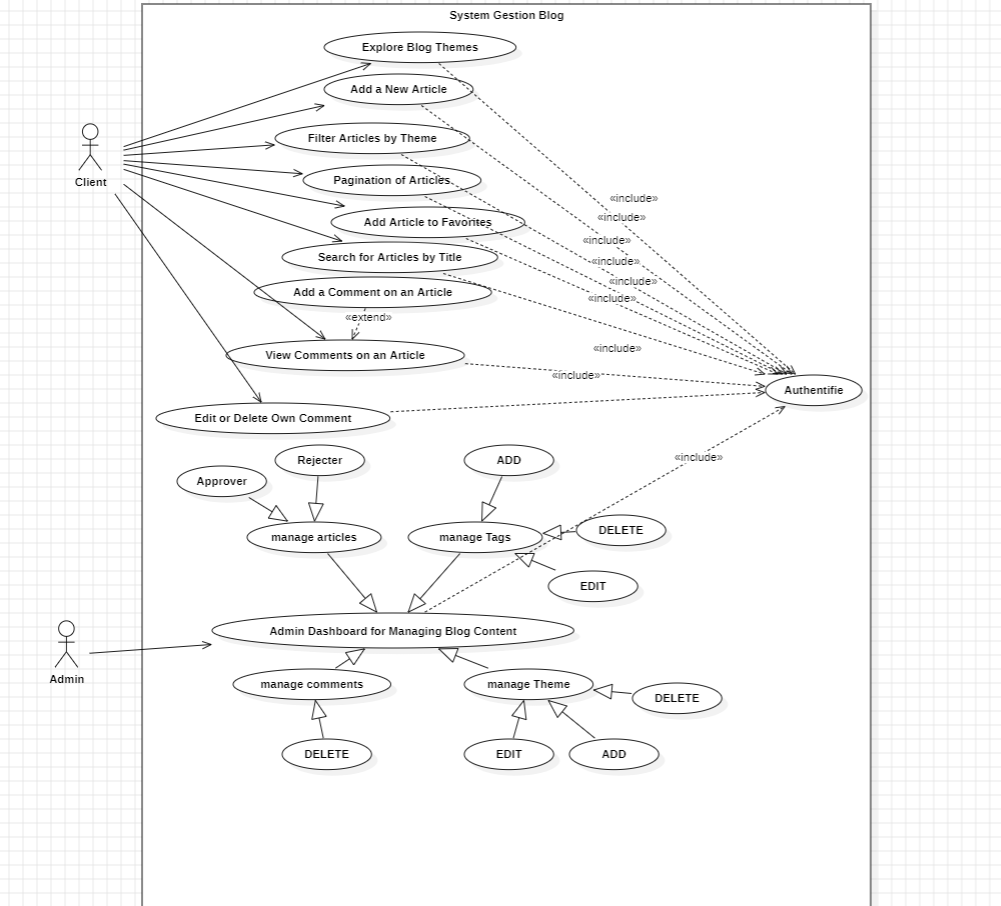 System Gestion Blog
Explore Blog Themes
Add a New Article
Filter Articles by Theme
Client
Pagination of Articles
«include»
«include»
Add Article to Favorites
«include»
Search for Articles by Title
«include»
«include»
Add a Comment on an Article
«include»
«extend»
«include»
View Comments on an Article
«include»
Authentifie
Edit or Delete Own Comment
«include»
Rejecter
ADD
Approver
DELETE
manage articles
manage Tags
EDIT
Admin Dashboard for Managing Blog Content
Admin
manage comments
manage Theme
DELETE
DELETE
EDIT
ADD